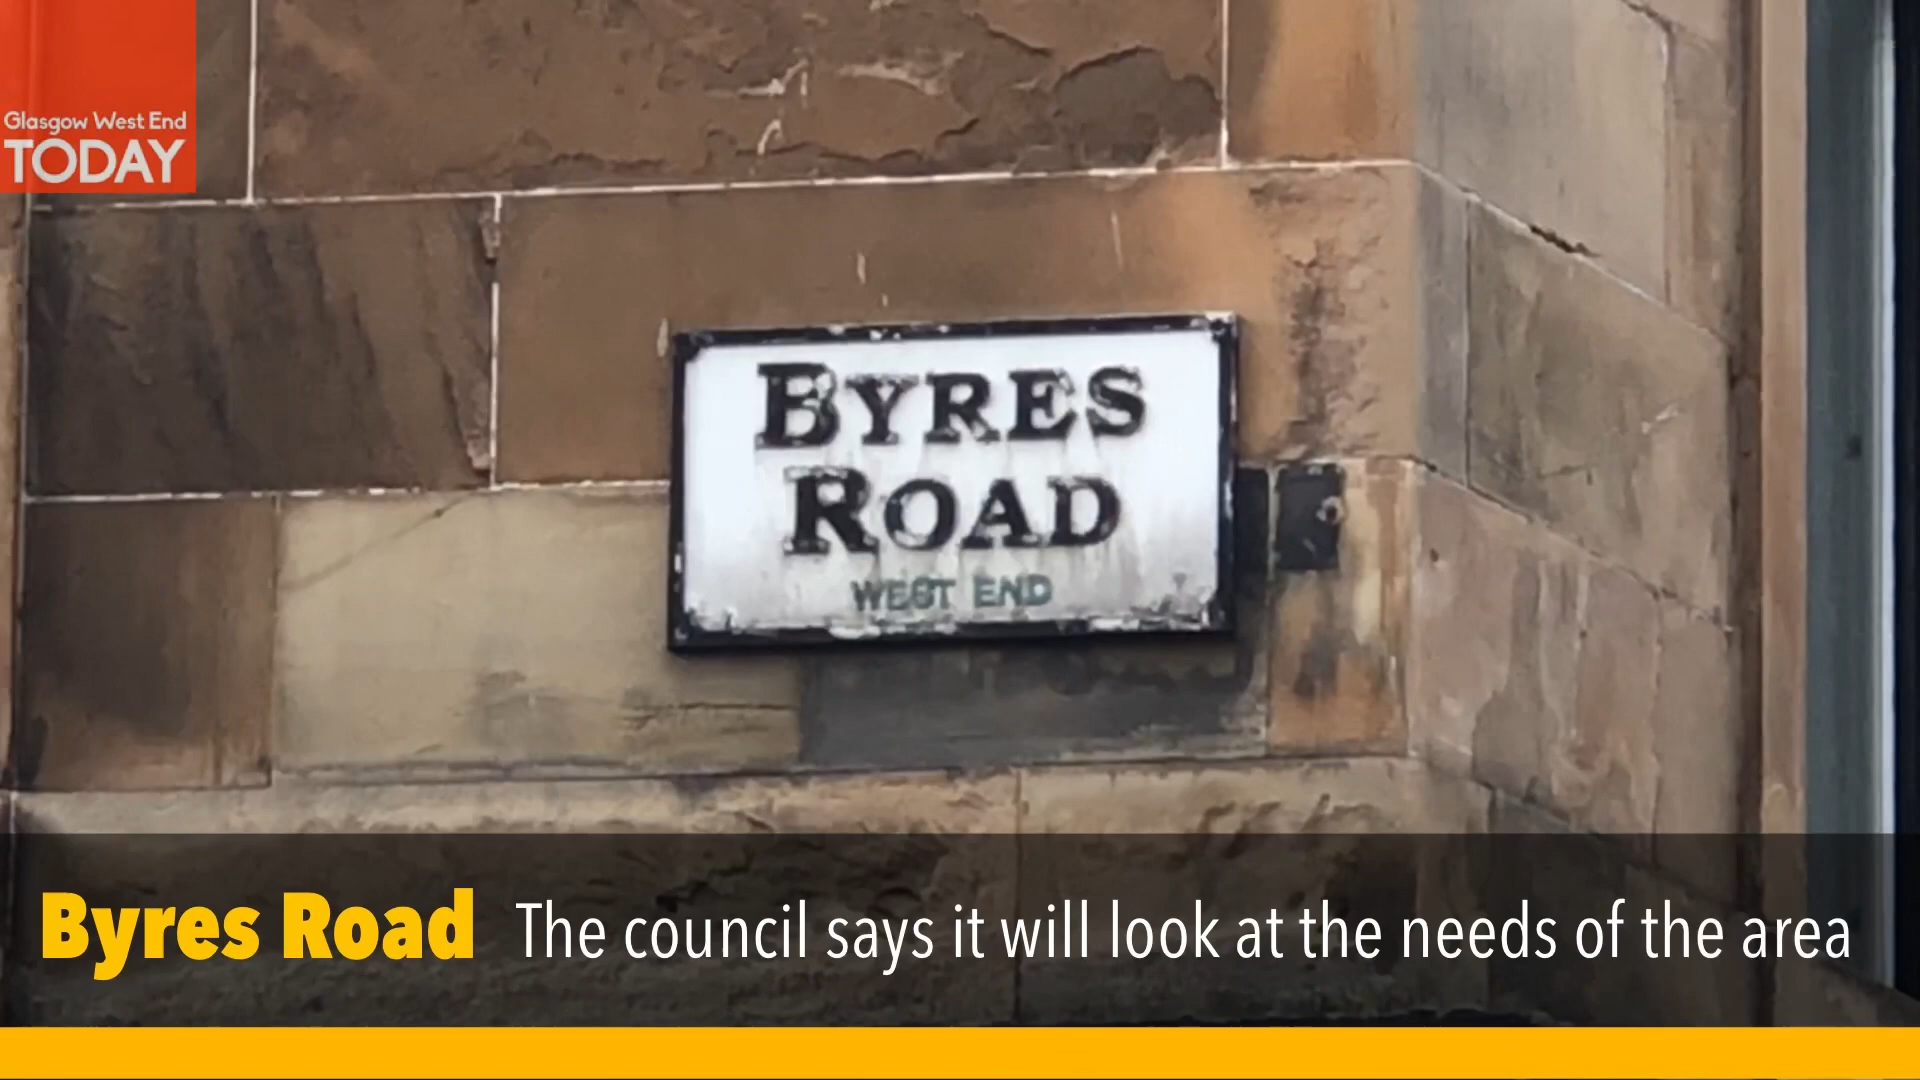 Glasgow West End
TODAY
BYRES
ROAD
WEST END
Byres Road The council says it will look at the needs of the area